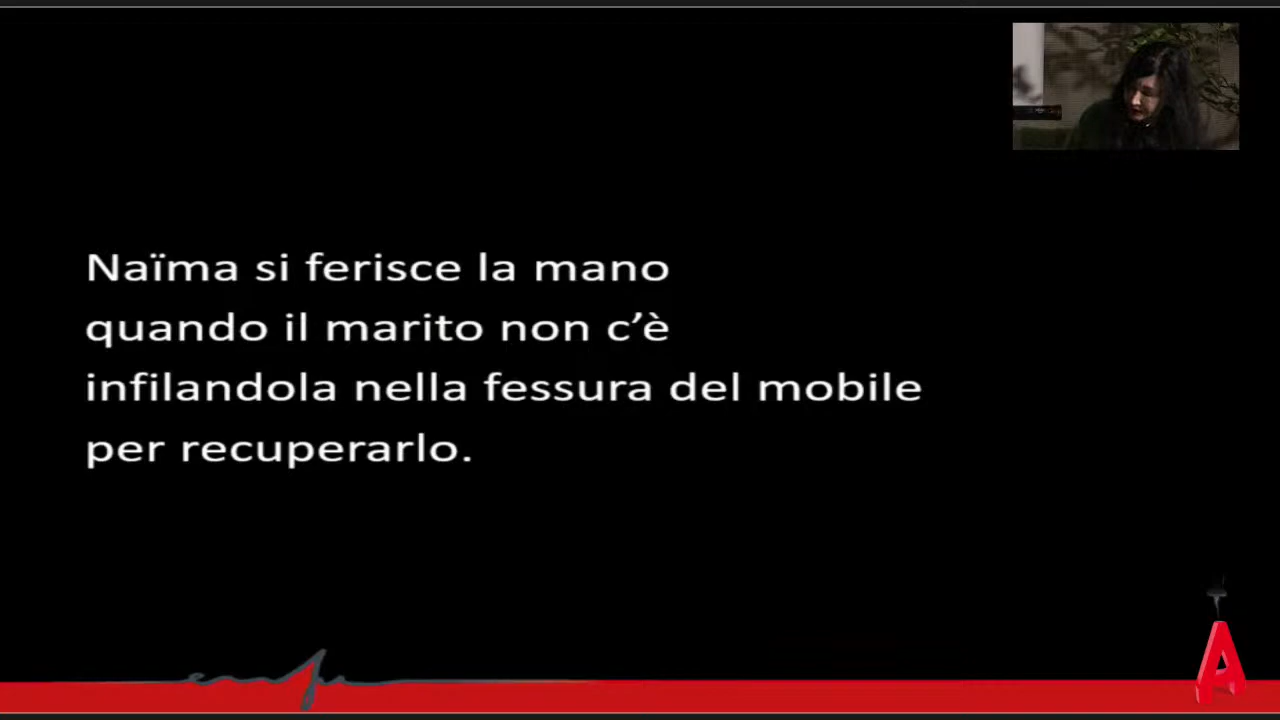 Naïma si ferisce la mano
quando il marito non c’è
infilandola nella fessura del mobile
per recuperarlo.
A